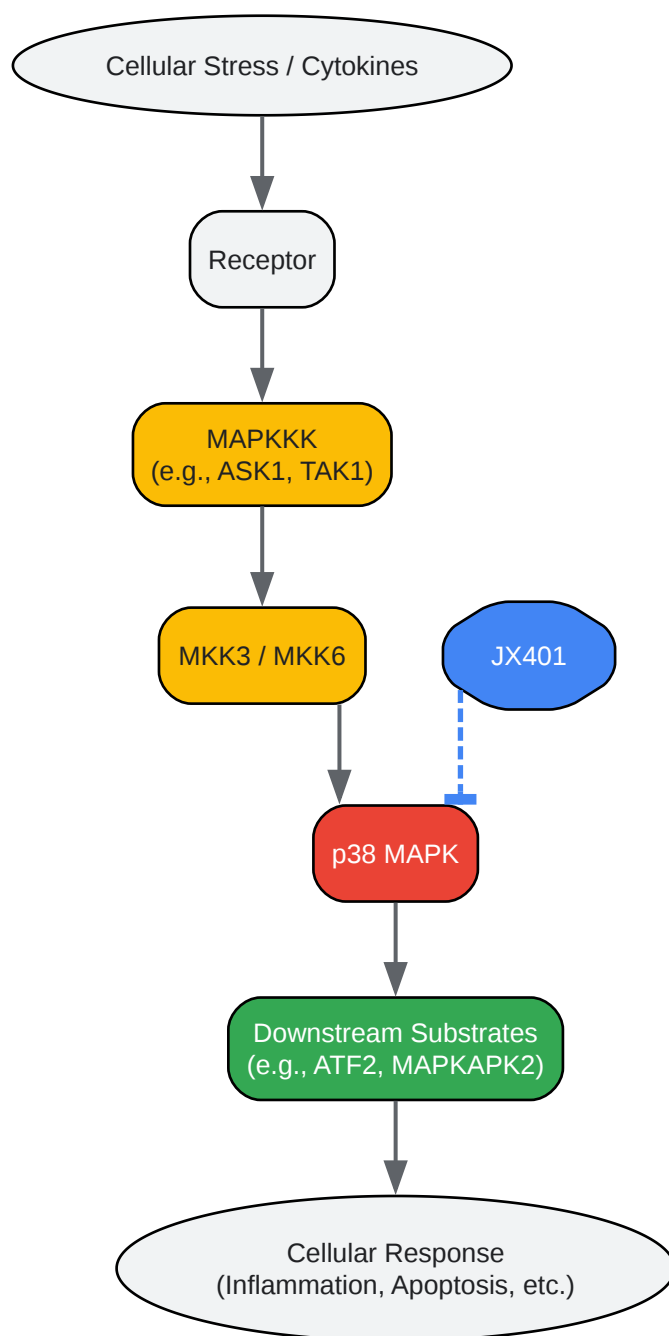 Cellular Stress / Cytokines
Receptor
MAPKKK
(e.g., ASK1, TAK1)
MKK3 / MKK6
JX401
p38 MAPK
Downstream Substrates
(e.g., ATF2, MAPKAPK2)
Cellular Response
(Inflammation, Apoptosis, etc.)